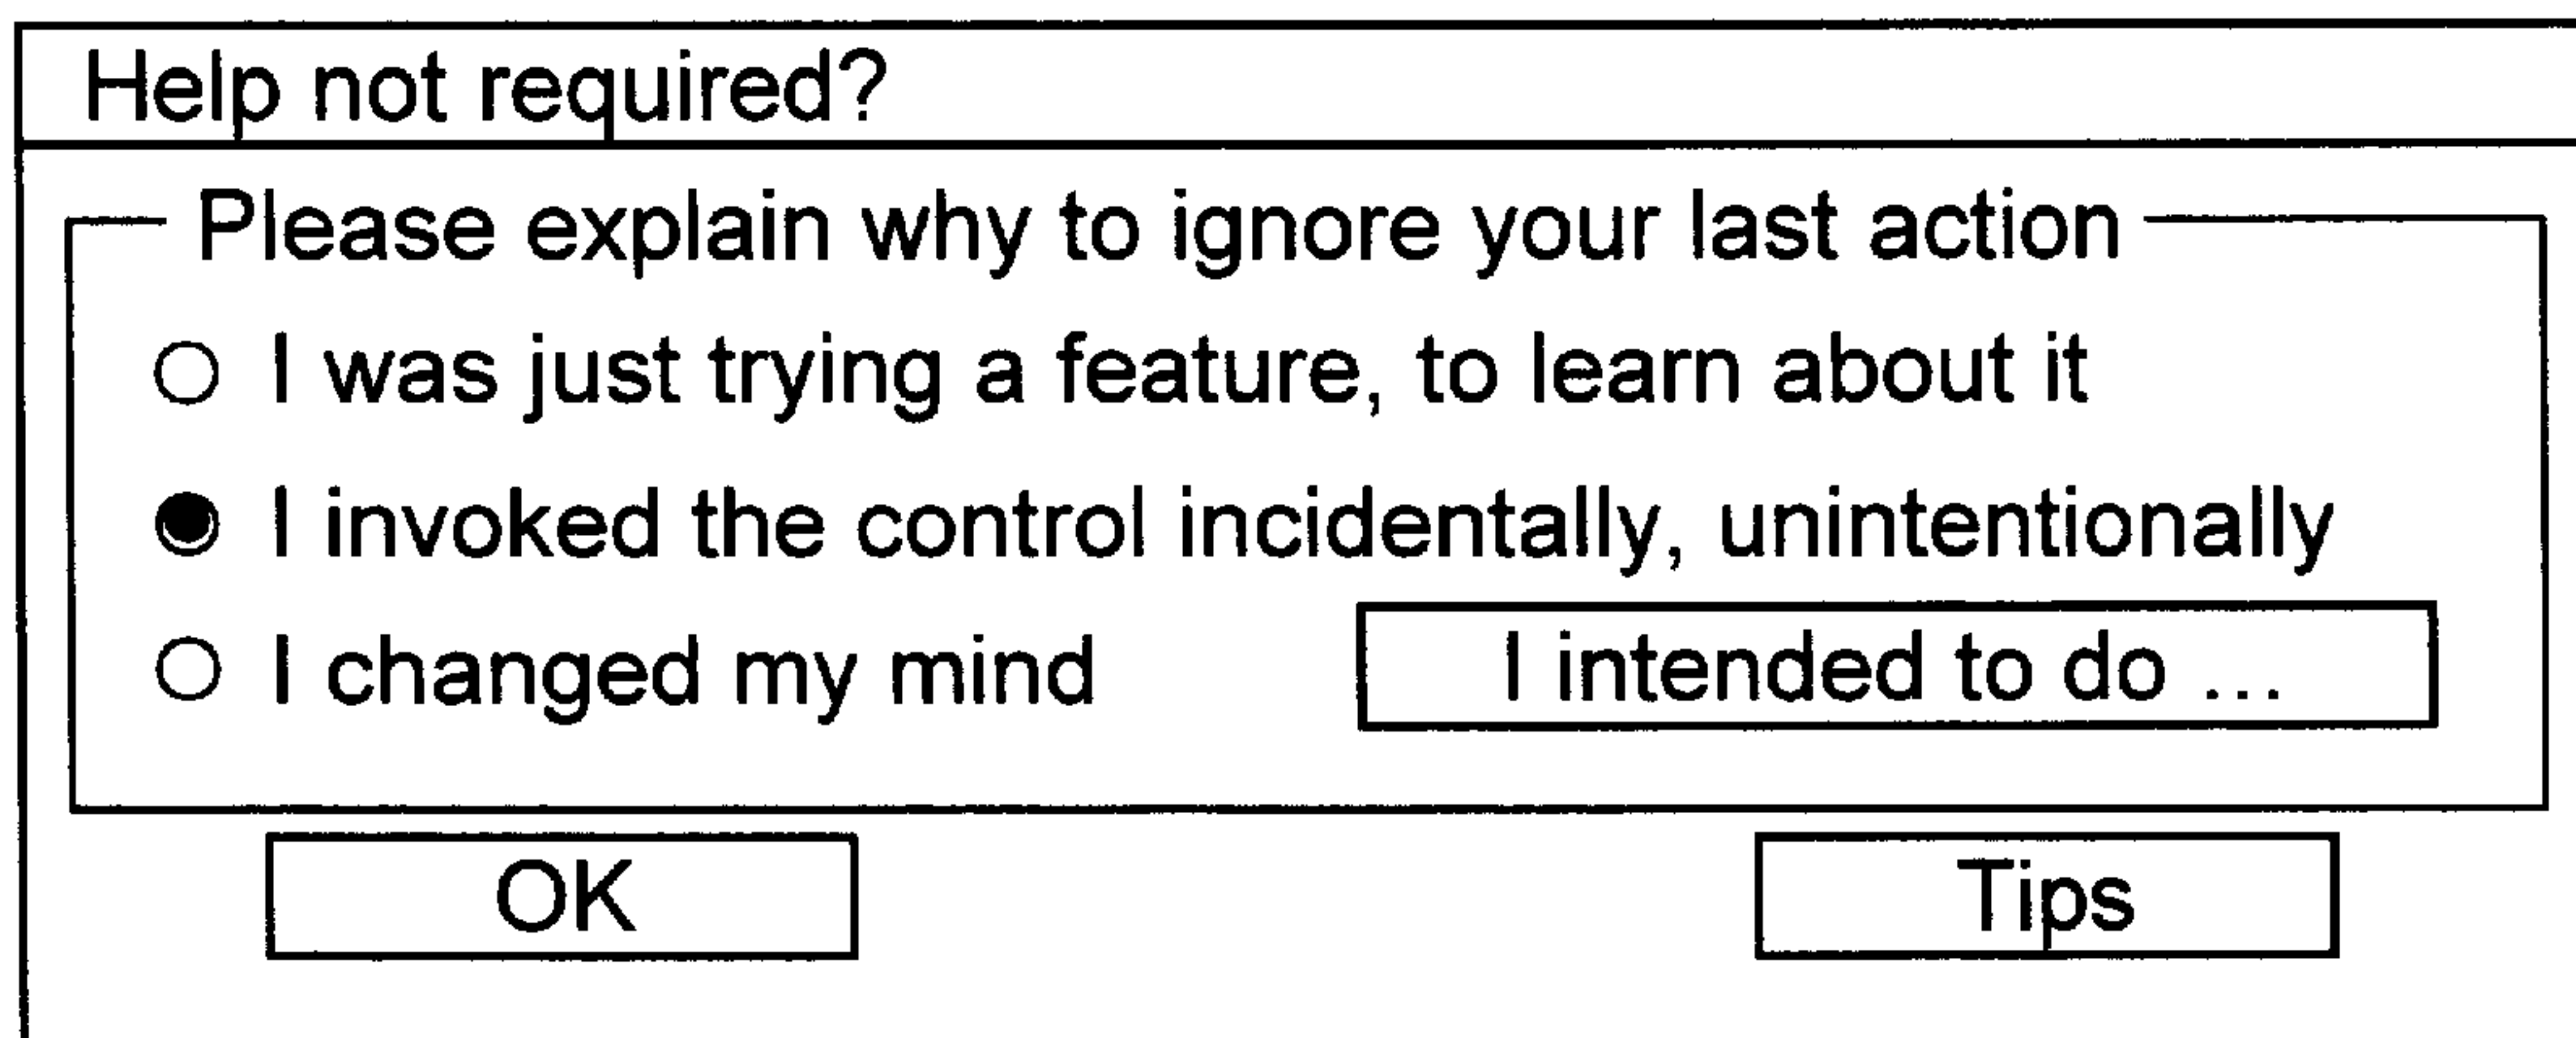 Help not required?
Please explain why to ignore your last action
I was just trying a feature, to learn about it
I invoked the control incidentally, unintentionally
I changed my mind
I intended to do ...
OK
Tips